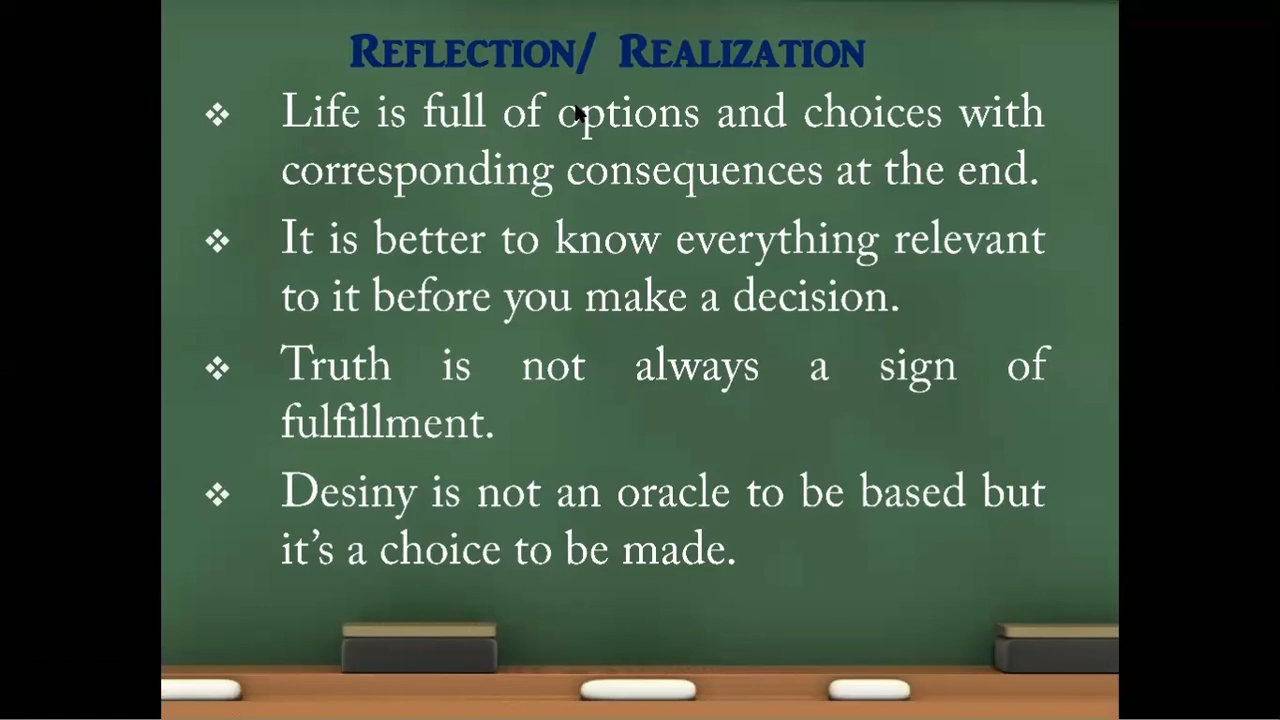 Reflection/ Realization
❖ Life is full of options and choices with
corresponding consequences at the end.
❖ It is better to know everything relevant
to it before you make a decision.
❖ Truth is not always a sign of
fulfillment.
❖ Desiny is not an oracle to be based but
it’s a choice to be made.